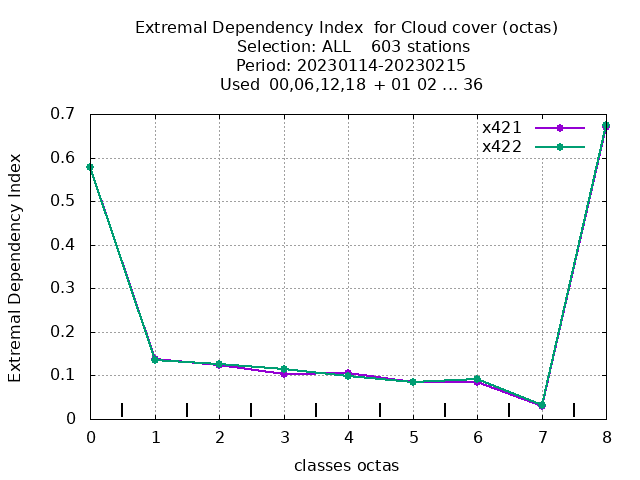 Extremal Dependency Index  for Cloud cover (octas)
Selection: ALL    603 stations
Period: 20230114-20230215
Used  00,06,12,18  + 01 02 ... 36
x421
x422
Extremal Dependency Index
0.7
0.6
0.5
0.4
0.3
0.2
0.1
0
0 1 2 3 4 5 6 7 8
classes octas